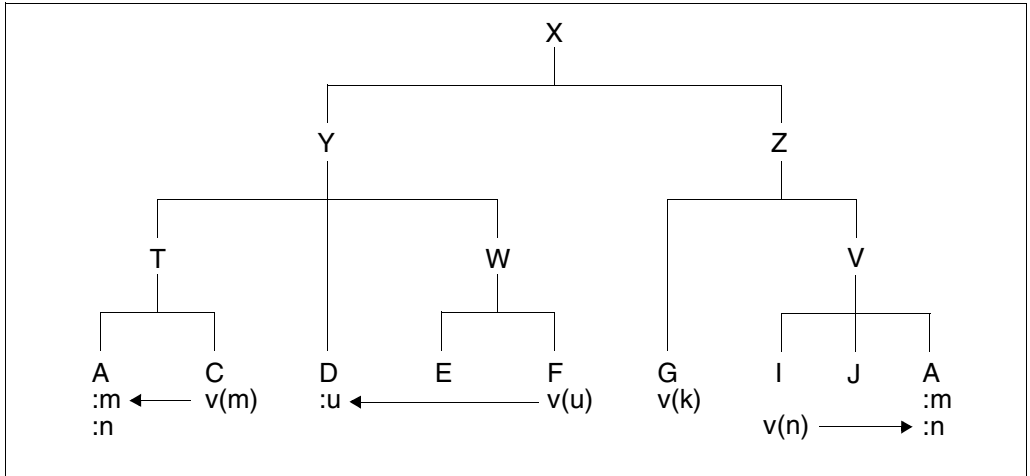 X
Y Z
T W V
A C D E F G I J A
:m v(m) :u v(u) v(k) :m
:n v(n) :n